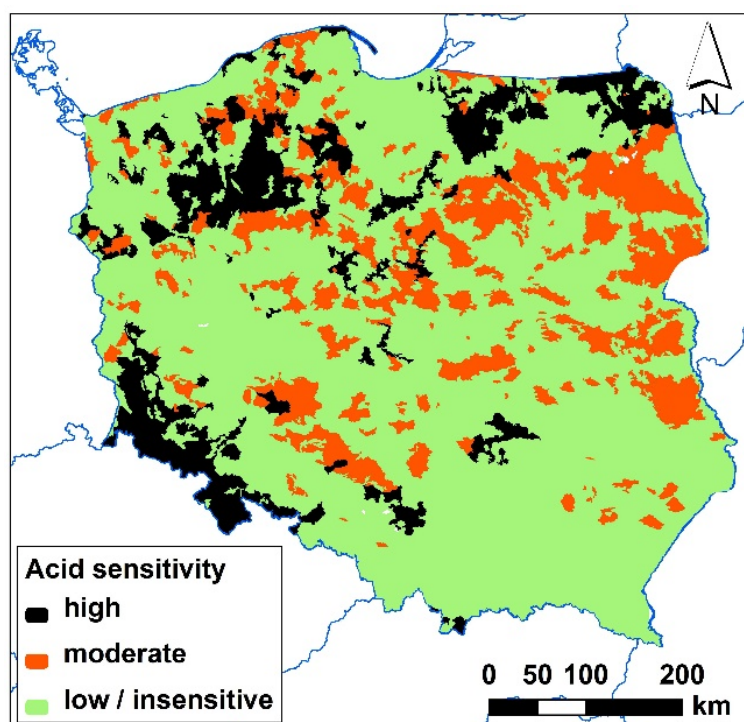 N
Acid sensitivity
high
moderate
low / insensitive
0 50 100 200
km